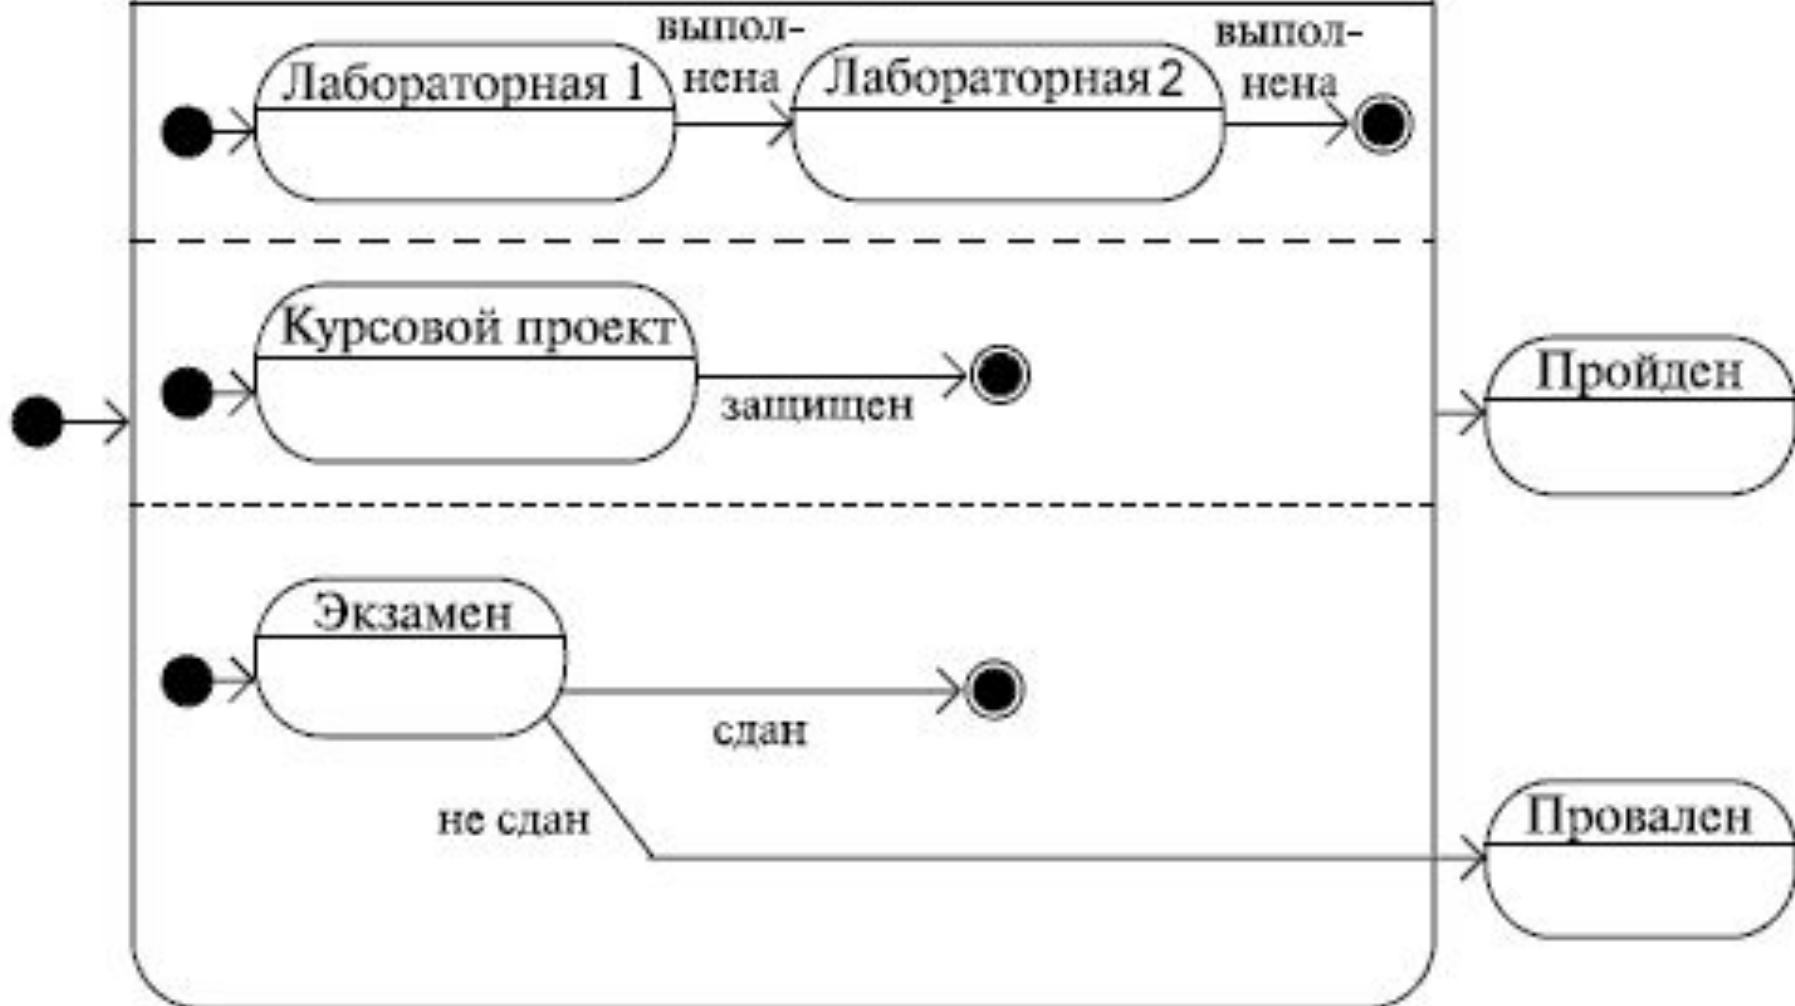 выпол-
нена
выпол-
нена
Лабораторная 1
Лабораторная 2
Курсовой проект
защищен
Пройден
Экзамен
сдан
не сдан
Провален